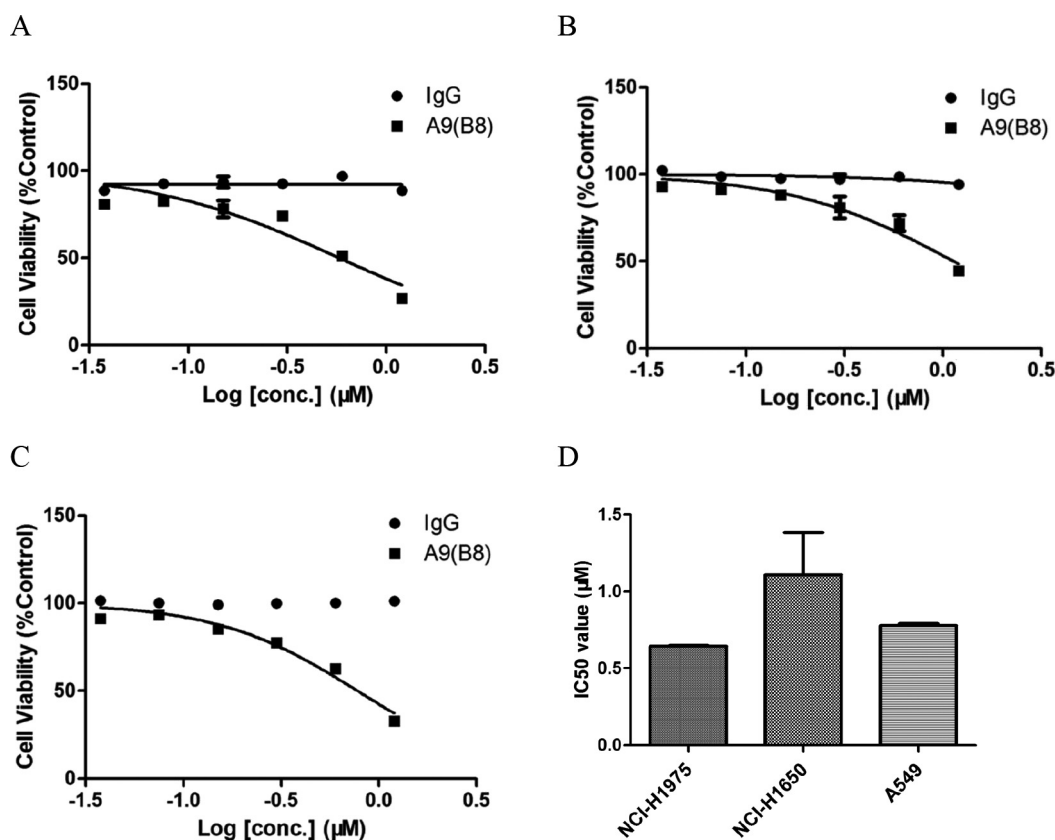 A
150
100
50
0
Cell Viability (%Control)
IgG
A9(B8)
-1.5 -1.0 -0.5 0.0 0.5
Log [conc.] (µM)
B
150
100
50
0
Cell Viability (%Control)
IgG
A9(B8)
-1.5 -1.0 -0.5 0.0 0.5
Log [conc.] (µM)
C
150
100
50
0
Cell Viability (%Control)
IgG
A9(B8)
-1.5 -1.0 -0.5 0.0 0.5
Log [conc.] (µM)
D
1.5
1.0
0.5
0.0
IC50 value (µM)
NCI-H1975
NCI-H1650
A549